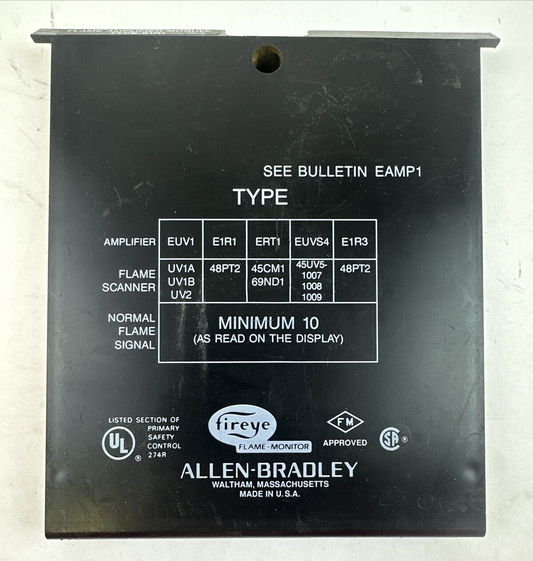 SEE BULLETIN EAMP1
TYPE
AMPLIFIER EUV1 E1R1 ERT1 EUVS4 E1R3
FLAME SCANNER UV1A UV1B UV2 48PT2 45CM1 69ND1 45UV5- 1007 1008 1009 48PT2
NORMAL FLAME SIGNAL MINIMUM 10
(AS READ ON THE DISPLAY)
LISTED SECTION OF
PRIMARY
SAFETY
CONTROL
274R
UL
fireye
FLAME-MONITOR
FM
APPROVED
SA
ALLEN-BRADLEY
WALTHAM, MASSACHUSETTS
MADE IN U.S.A.